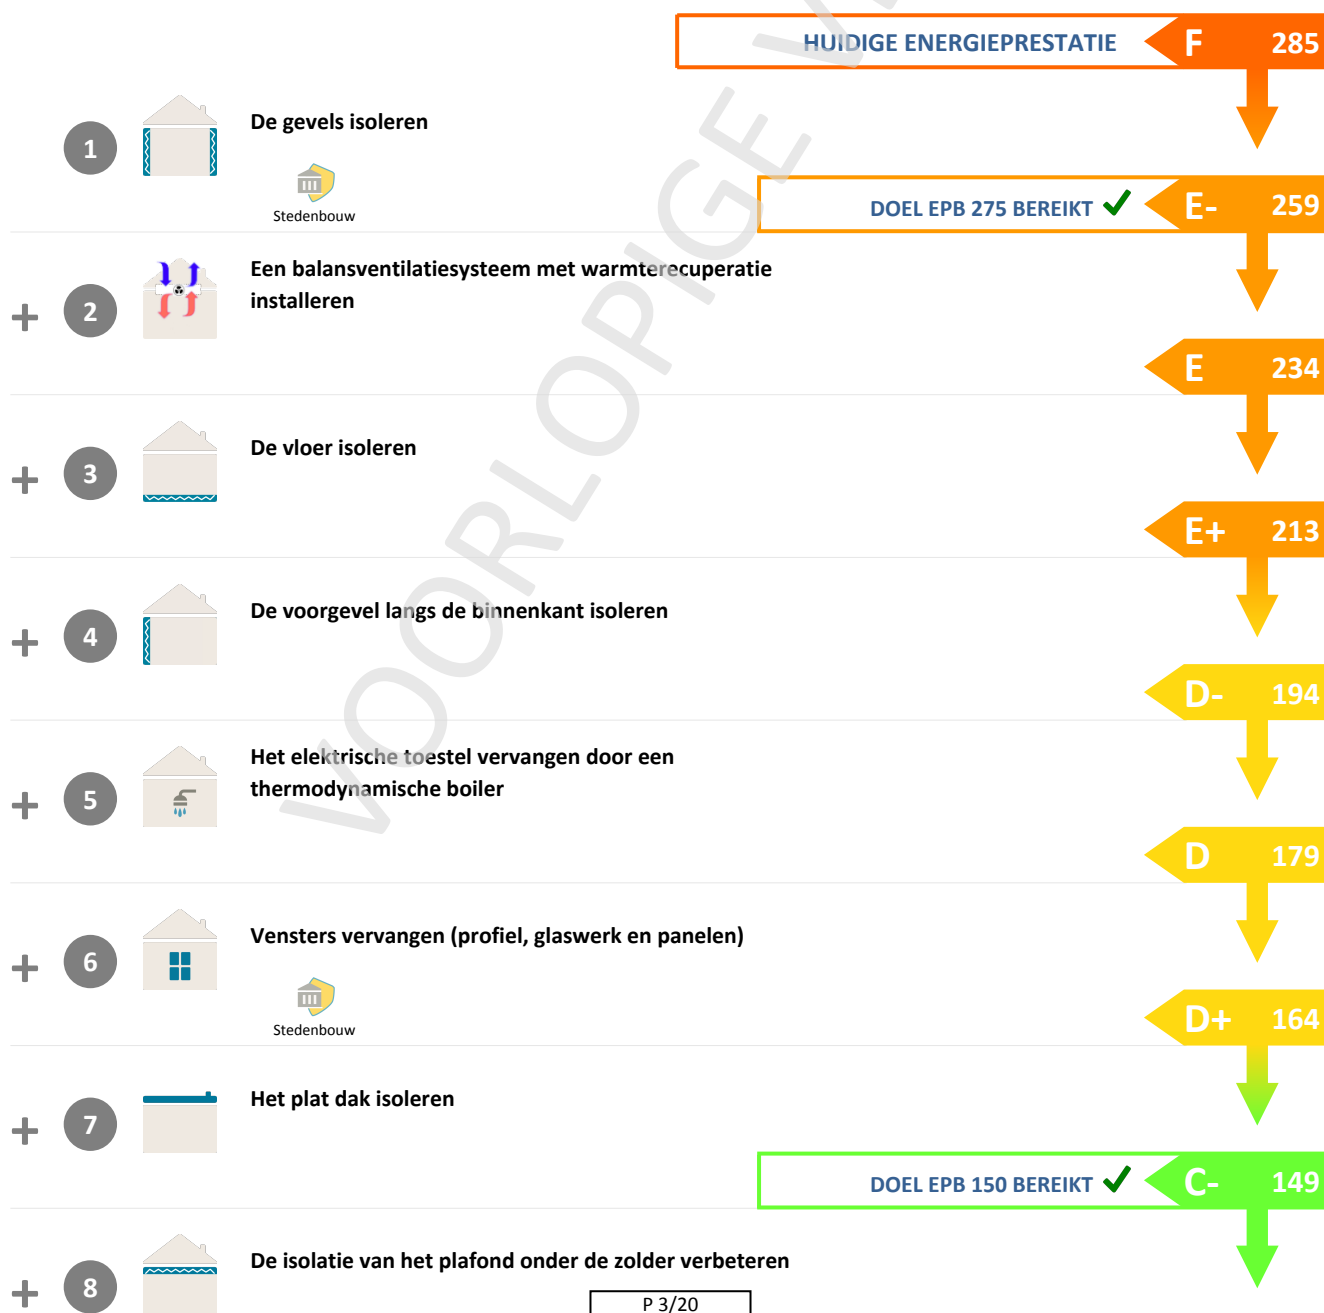 HUIDIGE ENERGIEPRESTATIE F 285
1 De gevels isoleren
Stedenbouw
DOEL EPB 275 BEREIKT E- 259
+ 2 Een balansventilatiesysteem met warmterecuperatie
installeren
E 234
+ 3 De vloer isoleren
E+ 213
+ 4 De voorgevel langs de binnenkant isoleren
D- 194
+ 5 Het elektrische toestel vervangen door een
thermodynamische boiler
D 179
+ 6 Vensters vervangen (profiel, glaswerk en panelen)
Stedenbouw
D+ 164
+ 7 Het plat dak isoleren
DOEL EPB 150 BEREIKT C- 149
+ 8 De isolatie van het plafond onder de zolder verbeteren
P 3/20
VOORLOPIGE